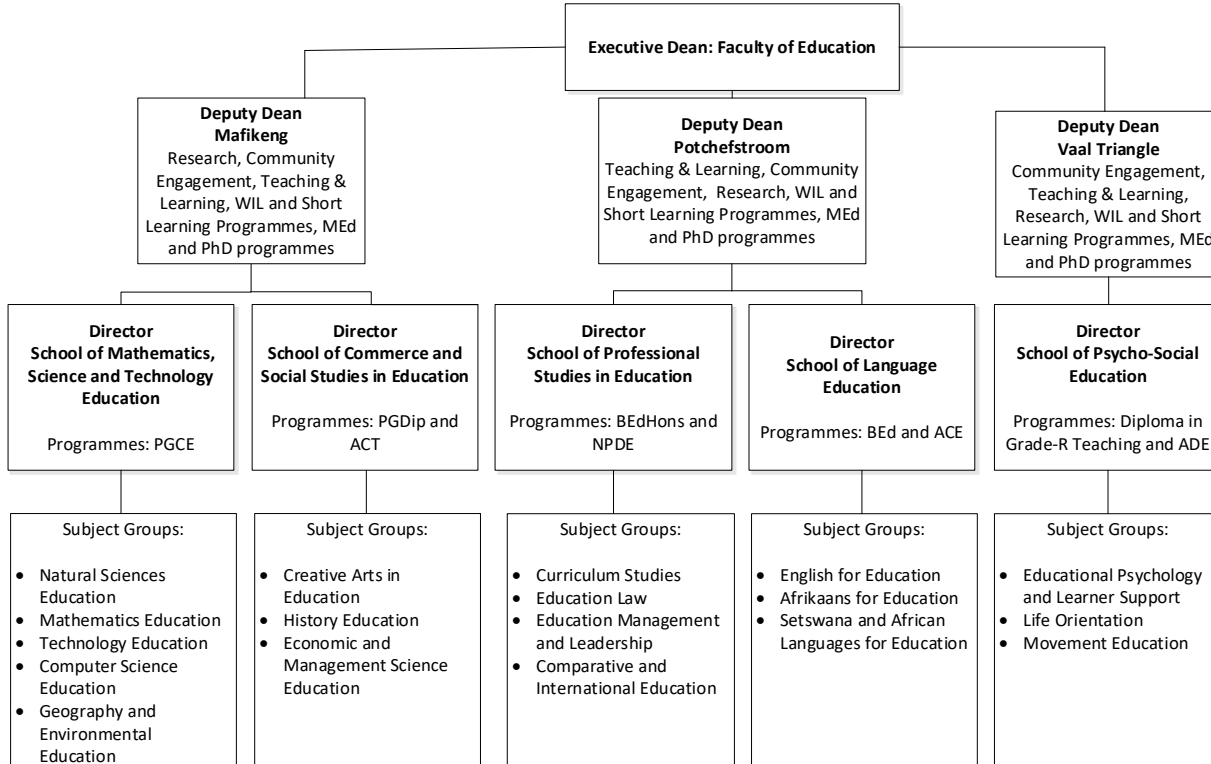 Executive Dean: Faculty of Education
Deputy Dean
Mafikeng
Research, Community
Engagement, Teaching &
Learning, WIL and Short
Learning Programmes, MEd
and PhD programmes
Deputy Dean
Potchefstroom
Teaching & Learning, Community
Engagement, Research, WIL and
Short Learning Programmes, MEd
and PhD programmes
Deputy Dean
Vaal Triangle
Community Engagement,
Teaching & Learning,
Research, WIL and Short
Learning Programmes, MEd
and PhD programmes
Director
School of Mathematics,
Science and Technology
Education
Programmes: PGCE
Director
School of Commerce and
Social Studies in Education
Programmes: PGDip and
ACT
Director
School of Professional
Studies in Education
Programmes: BEdHons and
NPDE
Director
School of Language
Education
Programmes: BEd and ACE
Director
School of Psycho-Social
Education
Programmes: Diploma in
Grade-R Teaching and ADE
Subject Groups:
• Natural Sciences
Education
• Mathematics Education
• Technology Education
• Computer Science
Education
• Geography and
Environmental
Education
Subject Groups:
• Creative Arts in
Education
• History Education
• Economic and
Management Science
Education
Subject Groups:
• Curriculum Studies
• Education Law
• Education Management
and Leadership
• Comparative and
International Education
Subject Groups:
• English for Education
• Afrikaans for Education
• Setswana and African
Languages for Education
Subject Groups:
• Educational Psychology
and Learner Support
• Life Orientation
• Movement Education